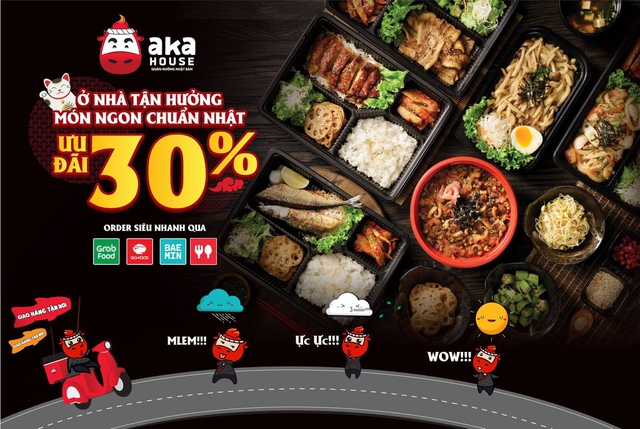 aka
HOUSE
QUÁN NƯỚNG NHẬT BẢN
Ở NHÀ TẬN HƯỞNG
MÓN NGON CHUẨN NHẬT
ƯU
ĐÃI
30%
ORDER SIÊU NHANH QUA
Grab
Food
GO-FOOD
BAE
MIN
GIAO HÀNG TẬN NƠI
MLEM!!!
ỰC ỰC!!!
WOW!!!